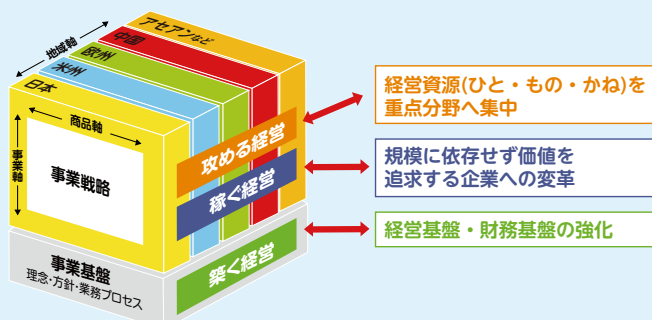 地域軸
アセアンなど
中国
欧州
米州
日本
商品軸
事業軸
事業戦略
攻める経営
稼ぐ経営
築く経営
事業基盤
理念・方針・業務プロセス
経営資源(ひと・もの・かね)を
重点分野へ集中
規模に依存せず価値を
追求する企業への変革
経営基盤・財務基盤の強化